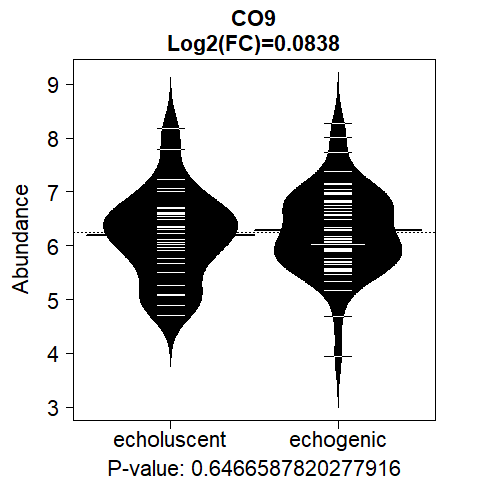 CO9
Log2(FC)=0.0838
Abundance
9
8
7
6
5
4
3
echoluscent echogenic
P-value: 0.6466587820277916